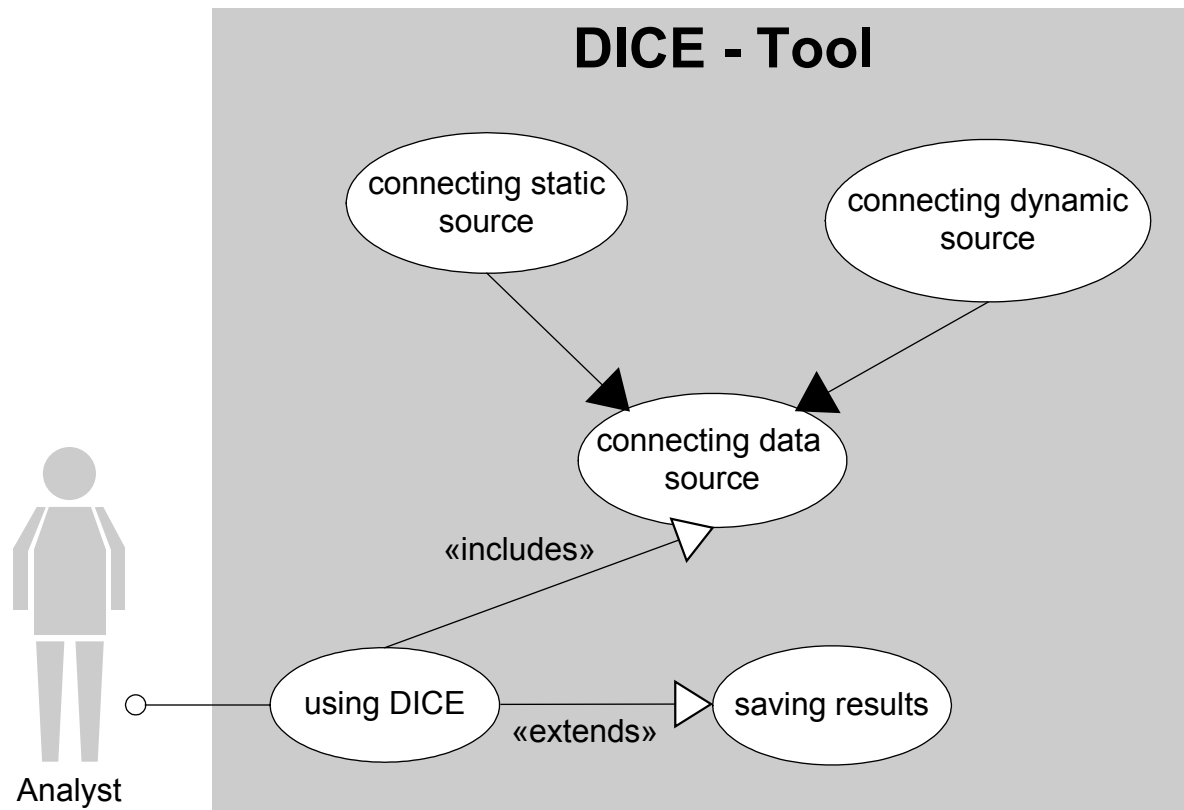 DICE - Tool
connecting static
source
connecting dynamic
source
connecting data
source
«includes»
using DICE
«extends»
saving results
Analyst